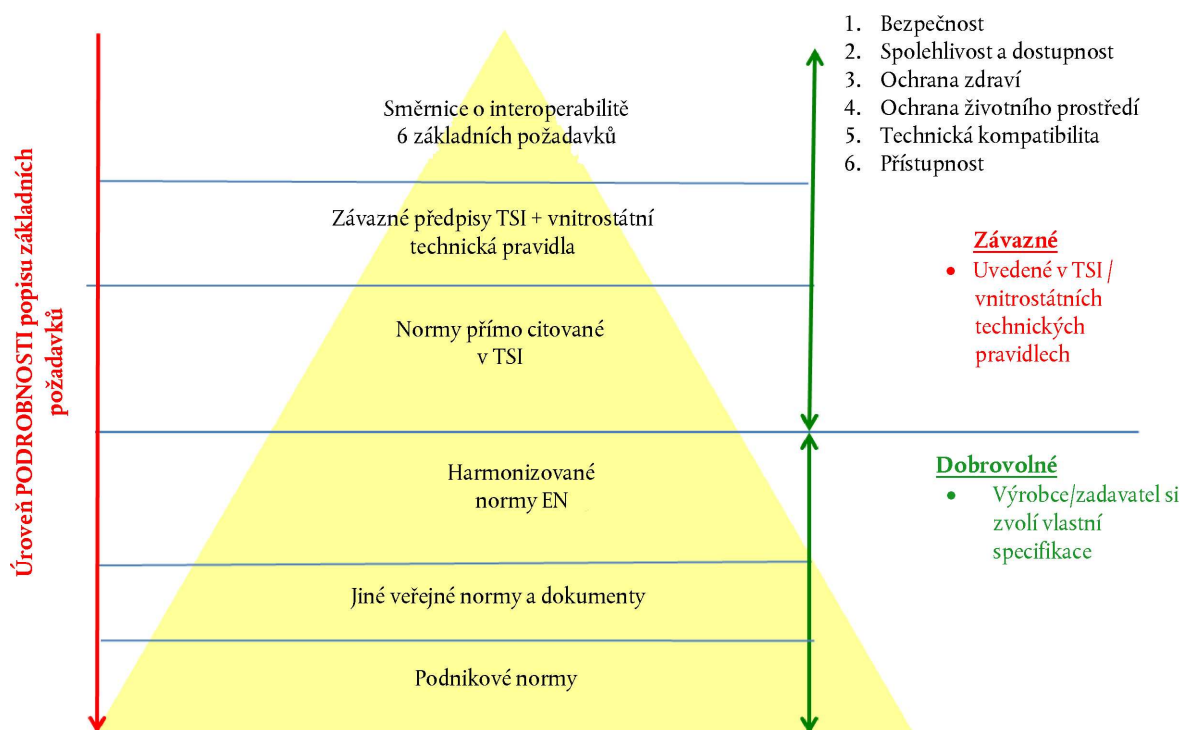 1. Bezpečnost
2. Spolehlivost a dostupnost
3. Ochrana zdraví
4. Ochrana životního prostředí
5. Technická kompatibilita
6. Přístupnost
Směrnice o interoperabilitě
6 základních požadavků
Závazné předpisy TSI + vnitrostátní
technická pravidla
Normy přímo citované
v TSI
Harmonizované
normy EN
Jiné veřejné normy a dokumenty
Podnikové normy
Úroveň PODROBNOSTI popisu základních
požadavků
Závazné
• Uvedené v TSI /
vnitrostátních
technických
pravidlech
Dobrovolné
• Výrobce/zadavatel si
zvolí vlastní
specifikace